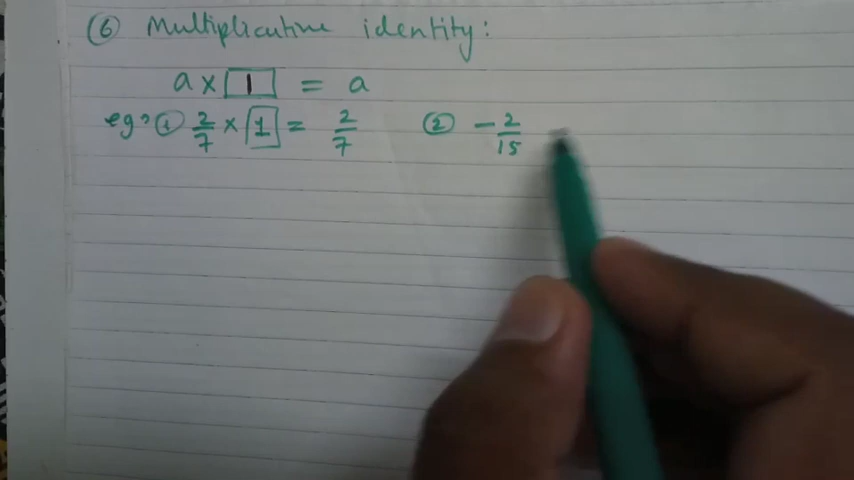 ⑥ Multiplicative identity:
a × 1 = a
eg: ① 2/7 × 1 = 2/7 ② -2/15